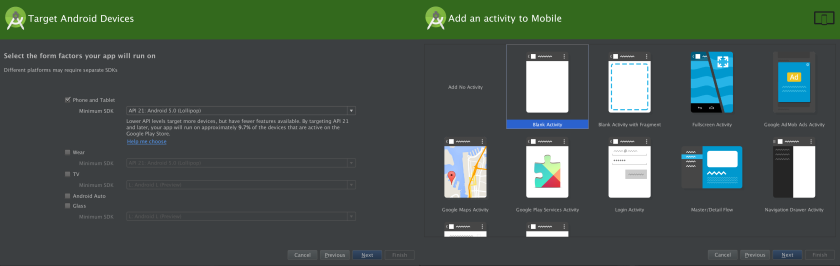 Target Android Devices
Select the form factors your app will run on
Different platforms may require separate SDKs
Phone and Tablet
Minimum SDK
API 21: Android 5.0 (Lollipop)
Lower API levels target more devices, but have fewer features available. By targeting API 21
and later, your app will run on approximately 9.7% of the devices that are active on the
Google Play Store.
Help me choose
Wear
Minimum SDK
API 21: Android 5.0 (Lollipop)
TV
Minimum SDK
Android Auto
Glass
Minimum SDK
Cancel
Previous
Next
Finish
Add an activity to Mobile
Add No Activity
Blank Activity
Blank Activity with Fragment
Fullscreen Activity
Ad
Google AdMob Ads Activity
Google Maps Activity
Google Play Services Activity
Login Activity
Master/Detail Flow
Navigation Drawer Activity
Cancel
Previous
Next
Finish